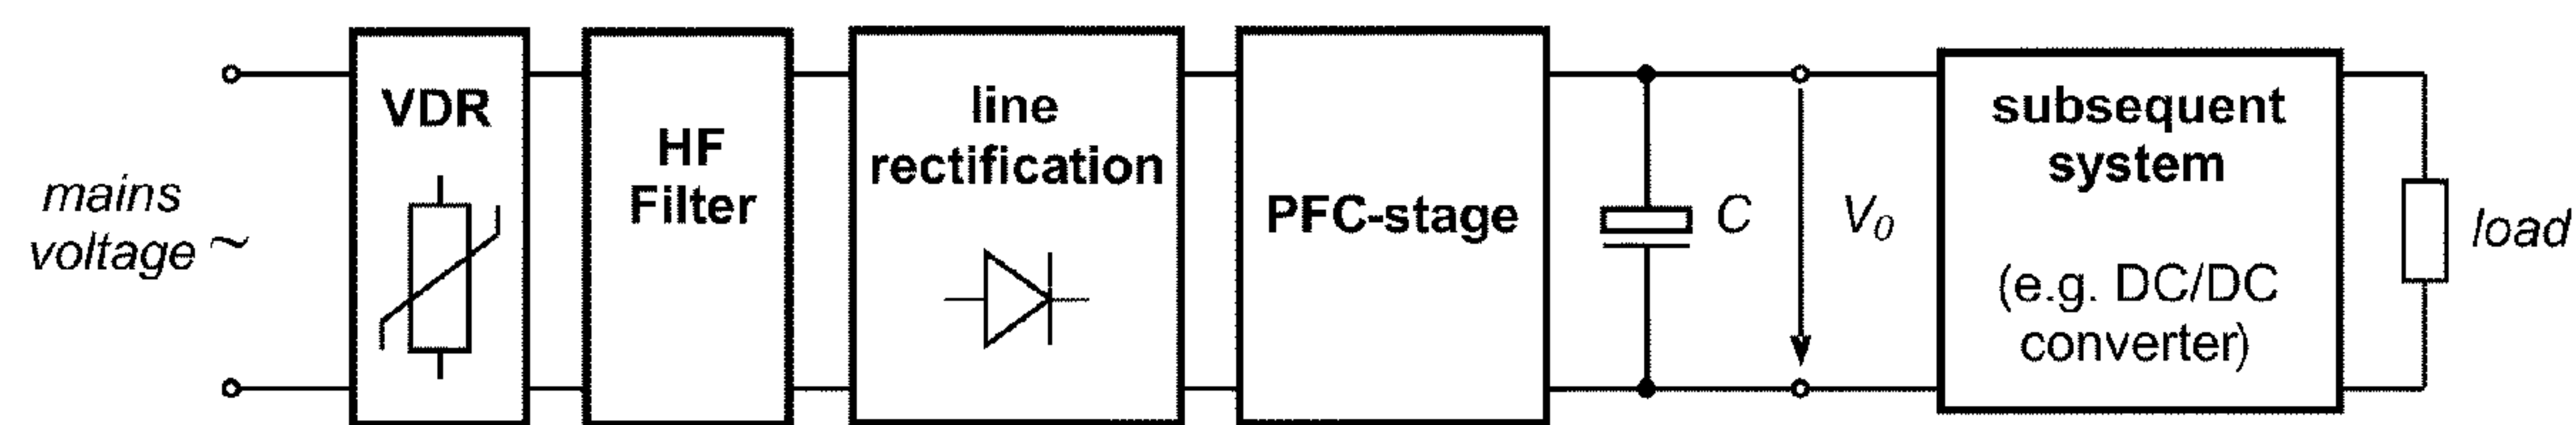 mains
voltage ~
VDR
HF
Filter
line
rectification
PFC-stage
C
V0
subsequent
system
(e.g. DC/DC
converter)
load